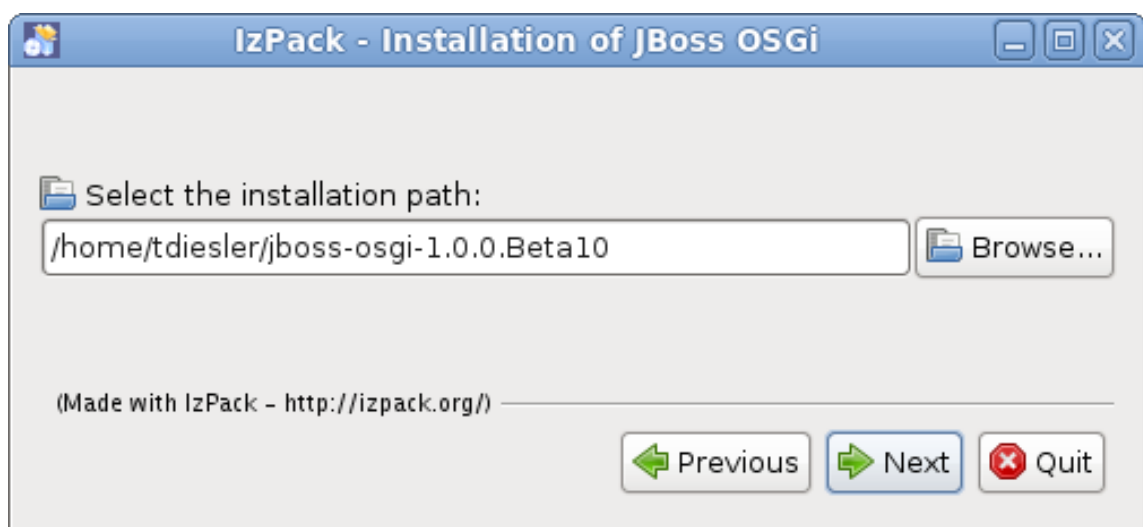 IzPack - Installation of JBoss OSGi
Select the installation path:
/home/tdiesler/jboss-osgi-1.0.0.Beta10
Browse...
(Made with IzPack - http://izpack.org/)
Previous
Next
Quit